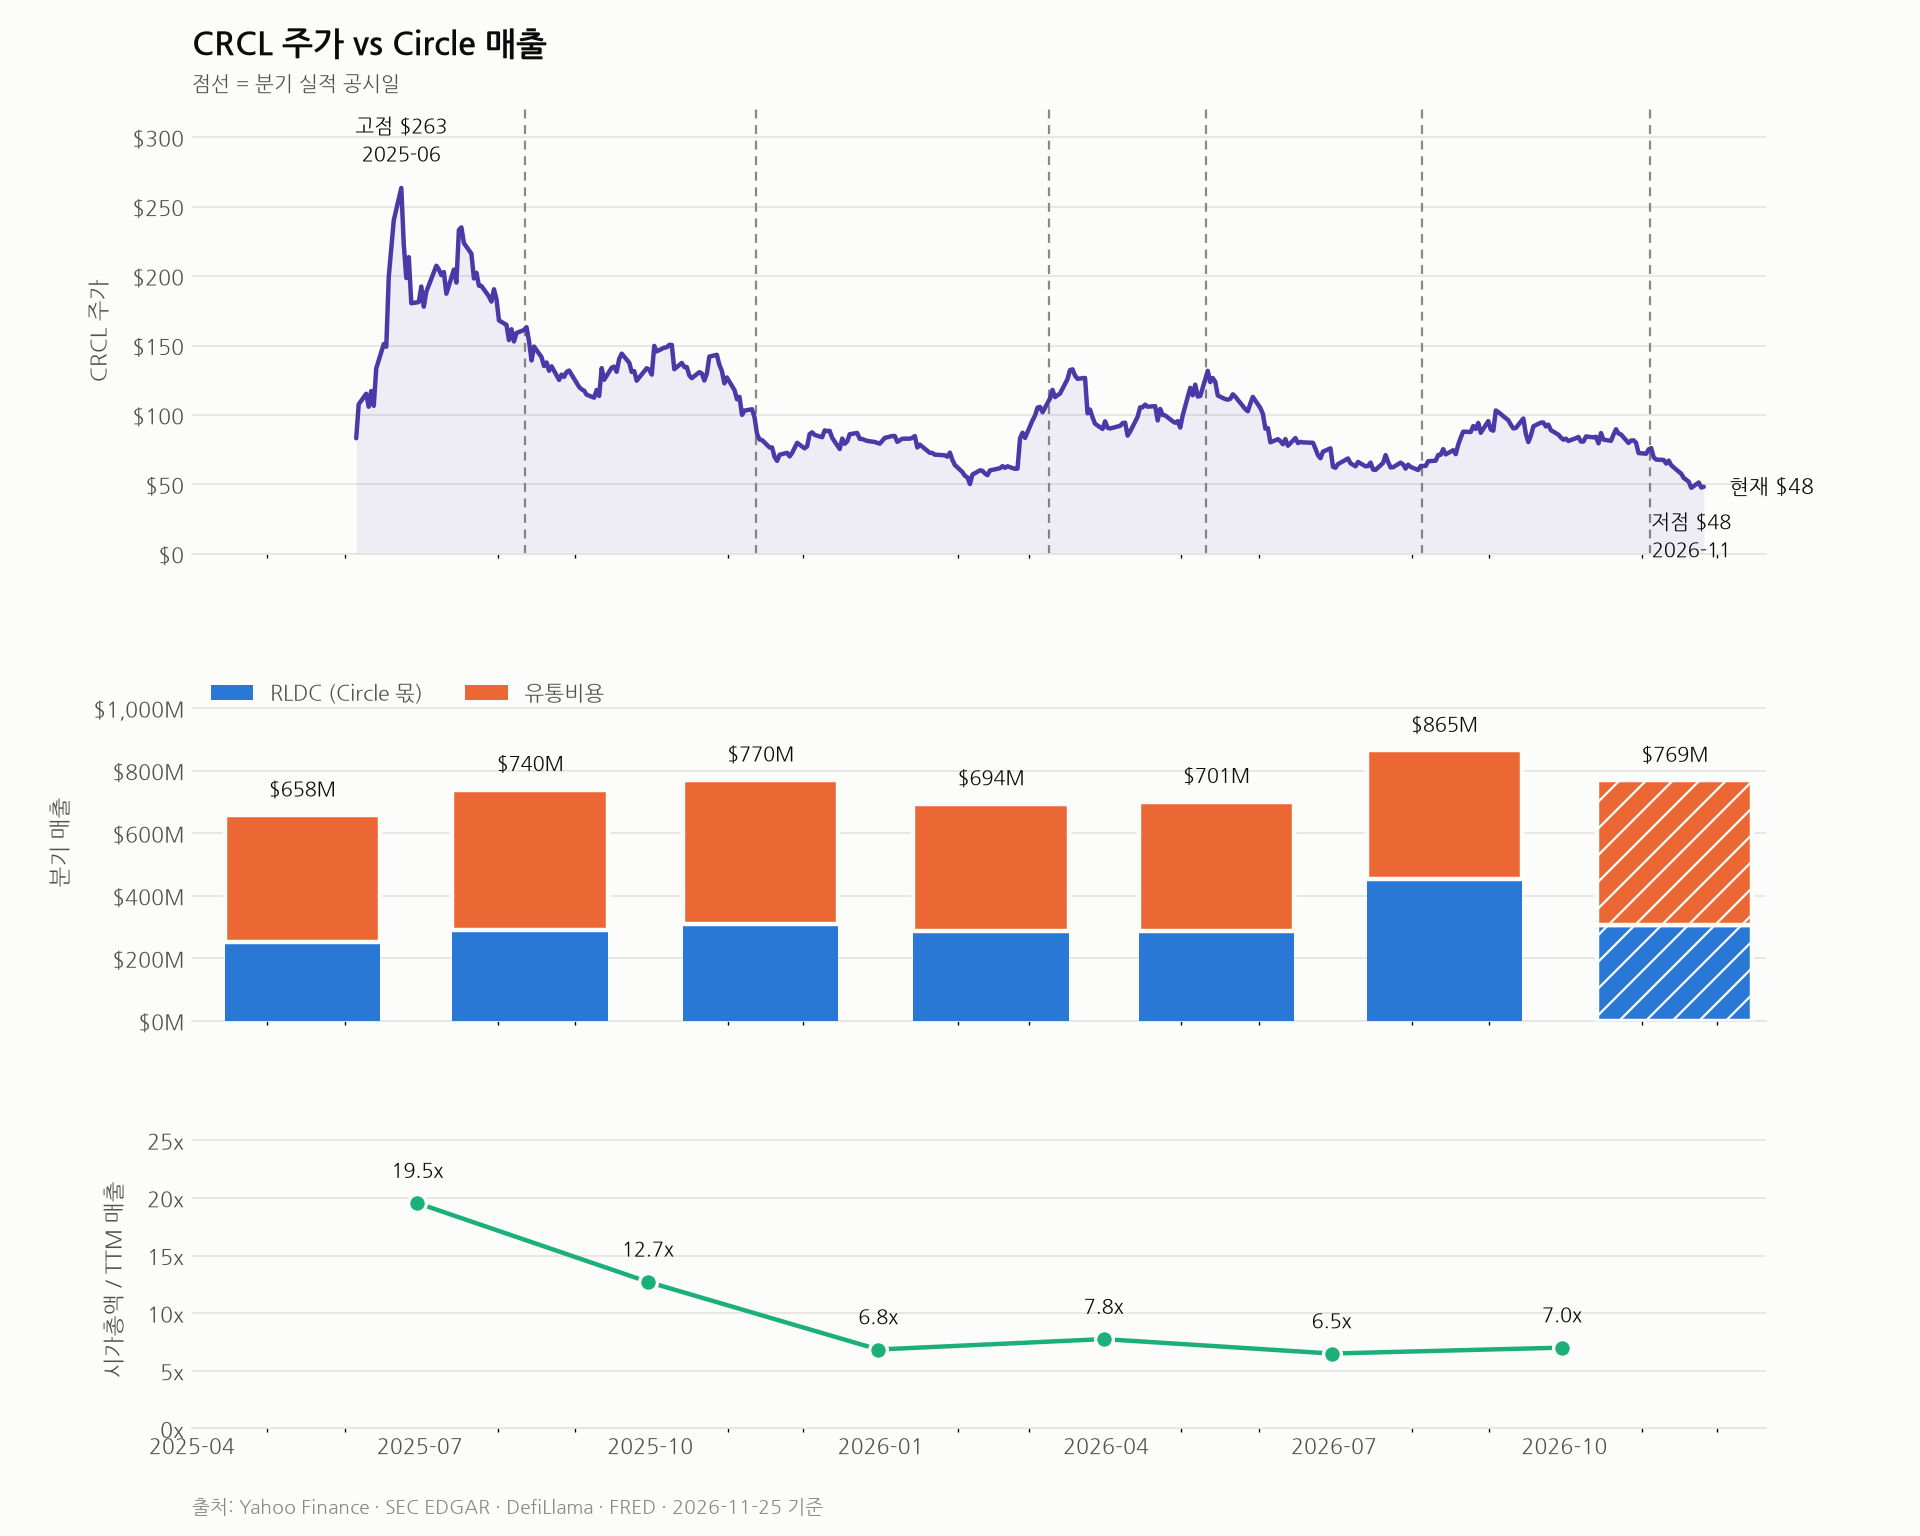 CRCL 주가 vs Circle 매출
점선 = 분기 실적 공시일
고점 $263
2025-06
$300
$250
$200
$150
$100
$50
$0
CRCL 주가
현재 $48
저점 $48
2026-11
RLDC (Circle 몫)
유통비용
$1,000M
$800M
$600M
$400M
$200M
$0M
분기 매출
$658M
$740M
$770M
$694M
$701M
$865M
$769M
25x
20x
15x
10x
5x
0x
시가총액 / TTM 매출
19.5x
12.7x
6.8x
7.8x
6.5x
7.0x
2025-04
2025-07
2025-10
2026-01
2026-04
2026-07
2026-10
출처: Yahoo Finance · SEC EDGAR · DefiLlama · FRED · 2026-11-25 기준